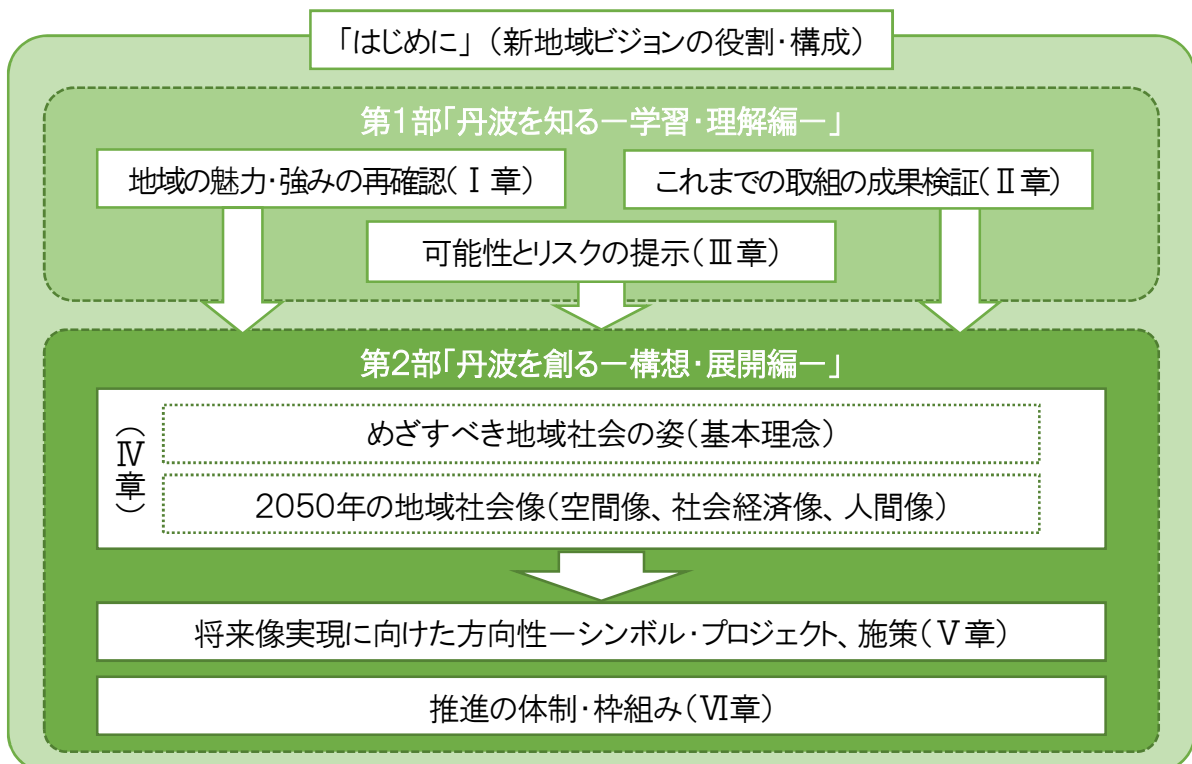 「はじめに」（新地域ビジョンの役割・構成）
第1部「丹波を知る－学習・理解編－」
地域の魅力・強みの再確認（Ⅰ章）
これまでの取組の成果検証（Ⅱ章）
可能性とリスクの提示（Ⅲ章）
第2部「丹波を創る－構想・展開編－」
（Ⅳ章）
めざすべき地域社会の姿（基本理念）
2050年の地域社会像（空間像、社会経済像、人間像）
将来像実現に向けた方向性－シンボル・プロジェクト、施策（Ⅴ章）
推進の体制・枠組み（Ⅵ章）